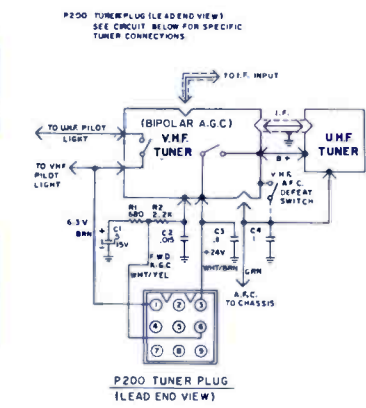 P200 TUNER PLUG (LEAD END VIEW)
SEE CIRCUIT BELOW FOR SPECIFIC
TUNER CONNECTIONS.
TO I.F. INPUT
TO UHF PILOT
LIGHT
(BIPOLAR A.G.C)
V.H.F.
TUNER
I.F.
U.H.F.
TUNER
B+
TO VHF
PILOT
LIGHT
V.H.F.
A.F.C.
DEFEAT
SWITCH
6.3V
BRN
R1
680
R2
2.2K
C1
5
15V
C2
.015
C3
.11
C4
1
+24V
FWD
A.G.C
WHT/YEL
WHT/BRN
GRN
A.F.C.
TO CHASSIS
1 2 3
4 5 6
7 8 9
P200 TUNER PLUG
(LEAD END VIEW)